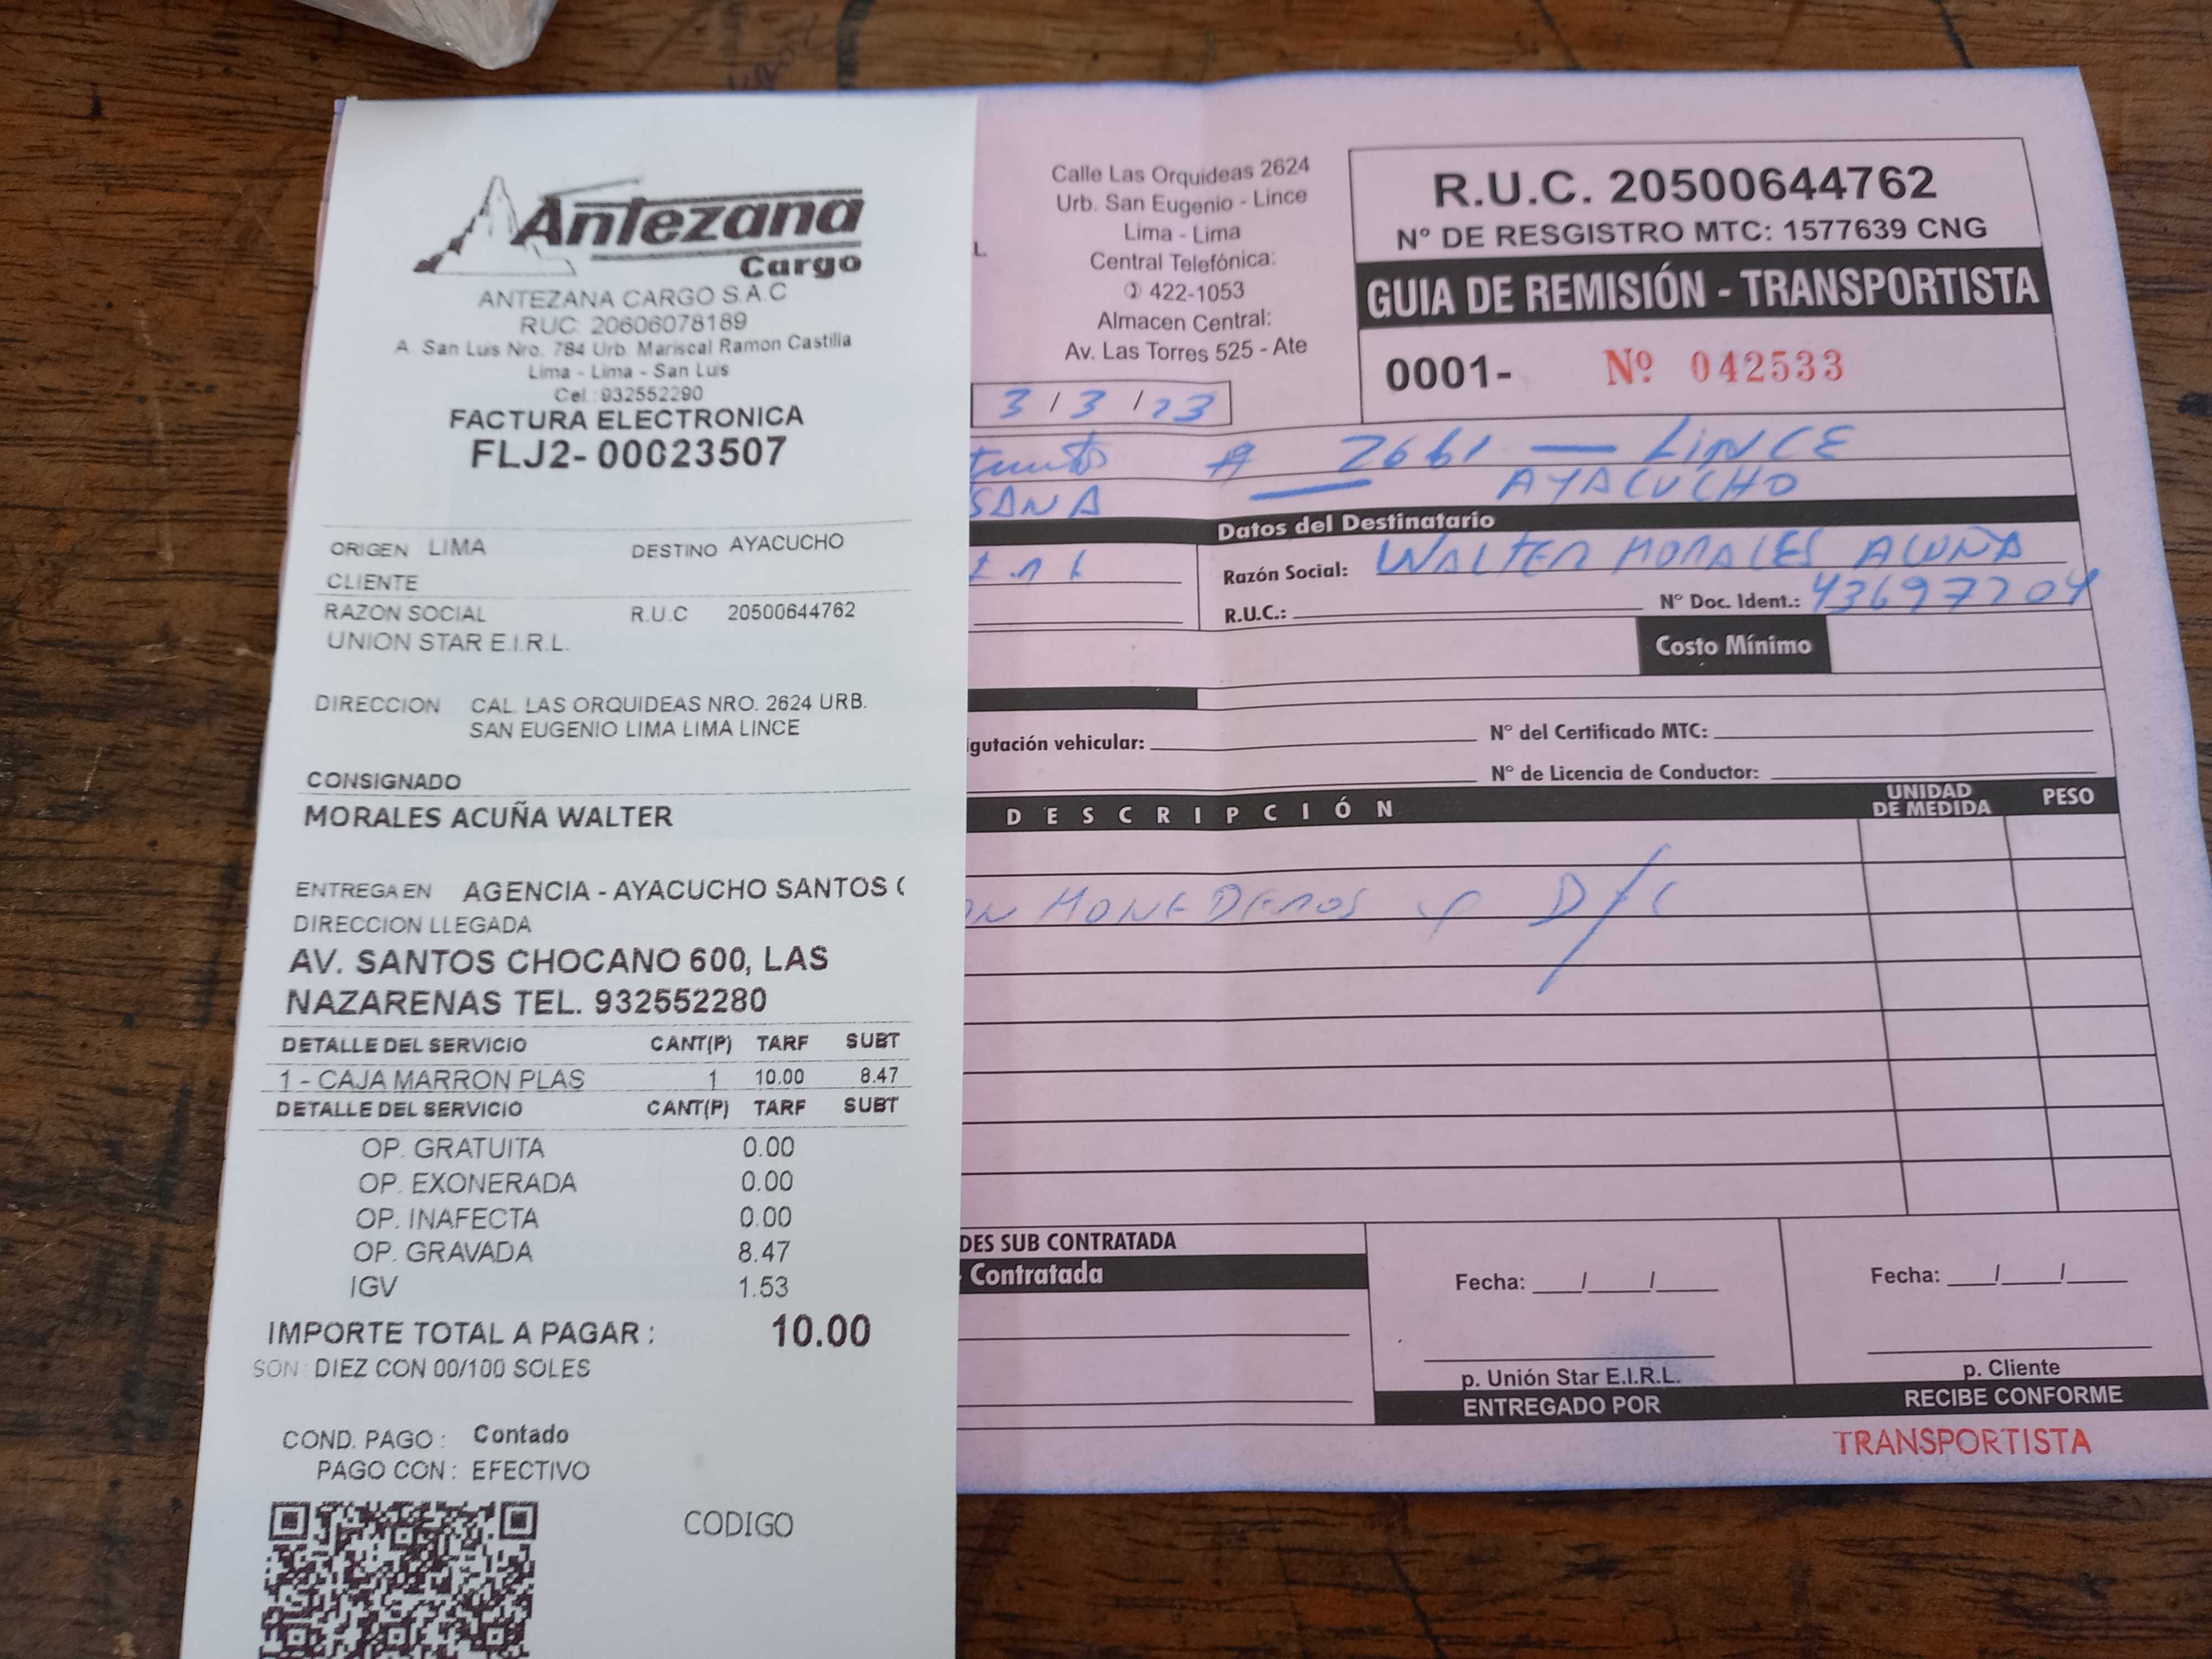 Antezana
Cargo
ANTEZANA CARGO S.A.C
RUC: 20606078189
A. San Luis Nro. 784 Urb. Mariscal Ramon Castilla
Lima - Lima - San Luis
Cel.:932552290
FACTURA ELECTRONICA
FLJ2- 00023507
ORIGEN LIMA DESTINO AYACUCHO
CLIENTE
RAZON SOCIAL R.U.C 20500644762
UNION STAR E.I.R.L.
DIRECCION CAL. LAS ORQUIDEAS NRO. 2624 URB.
SAN EUGENIO LIMA LIMA LINCE
CONSIGNADO
MORALES ACUÑA WALTER
ENTREGA EN AGENCIA - AYACUCHO SANTOS (
DIRECCION LLEGADA
AV. SANTOS CHOCANO 600, LAS
NAZARENAS TEL. 932552280
DETALLE DEL SERVICIO CANT(P) TARF SUBT
1 - CAJA MARRON PLAS 1 10.00 8.47
DETALLE DEL SERVICIO CANT(P) TARF SUBT
OP. GRATUITA 0.00
OP. EXONERADA 0.00
OP. INAFECTA 0.00
OP. GRAVADA 8.47
IGV 1.53
IMPORTE TOTAL A PAGAR : 10.00
SON : DIEZ CON 00/100 SOLES
COND. PAGO : Contado
PAGO CON : EFECTIVO
CODIGO
L
Calle Las Orquideas 2624
Urb. San Eugenio - Lince
Lima - Lima
Central Telefónica:
422-1053
Almacen Central:
Av. Las Torres 525 - Ate
R.U.C. 20500644762
N° DE RESGISTRO MTC: 1577639 CNG
GUIA DE REMISIÓN - TRANSPORTISTA
0001- Nº 042533
3 / 3 / 23
# 2661 — LINCE
SANA AYACUCHO
Datos del Destinatario
Razón Social: WALTER MORALES ACUÑA
R.U.C.: N° Doc. Ident.: 43697204
Costo Mínimo
igutación vehicular: N° del Certificado MTC:
N° de Licencia de Conductor:
DESCRIPCIÓN UNIDAD DE MEDIDA PESO
ON MONEDEROS Y D/C
DES SUB CONTRATADA
- Contratada
Fecha: / / Fecha: / /
p. Unión Star E.I.R.L. p. Cliente
ENTREGADO POR RECIBE CONFORME
TRANSPORTISTA